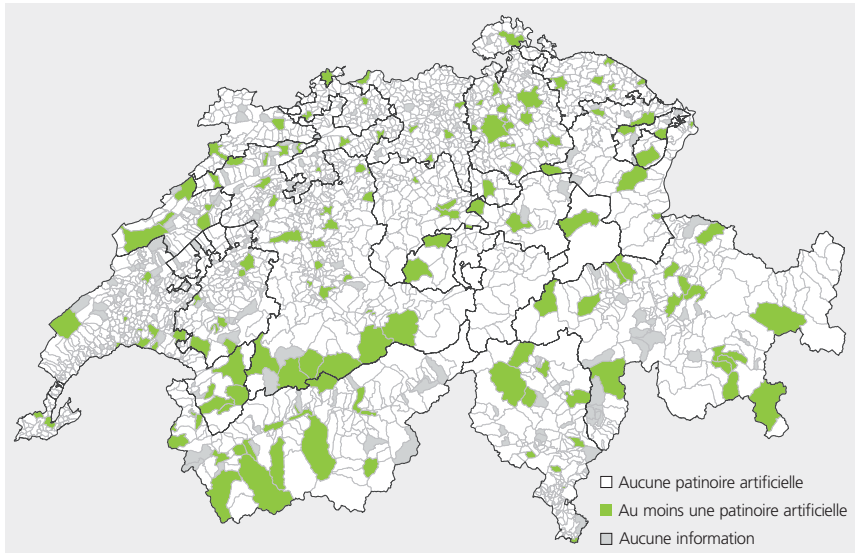 Aucune patinoire artificielle
Au moins une patinoire artificielle
Aucune information